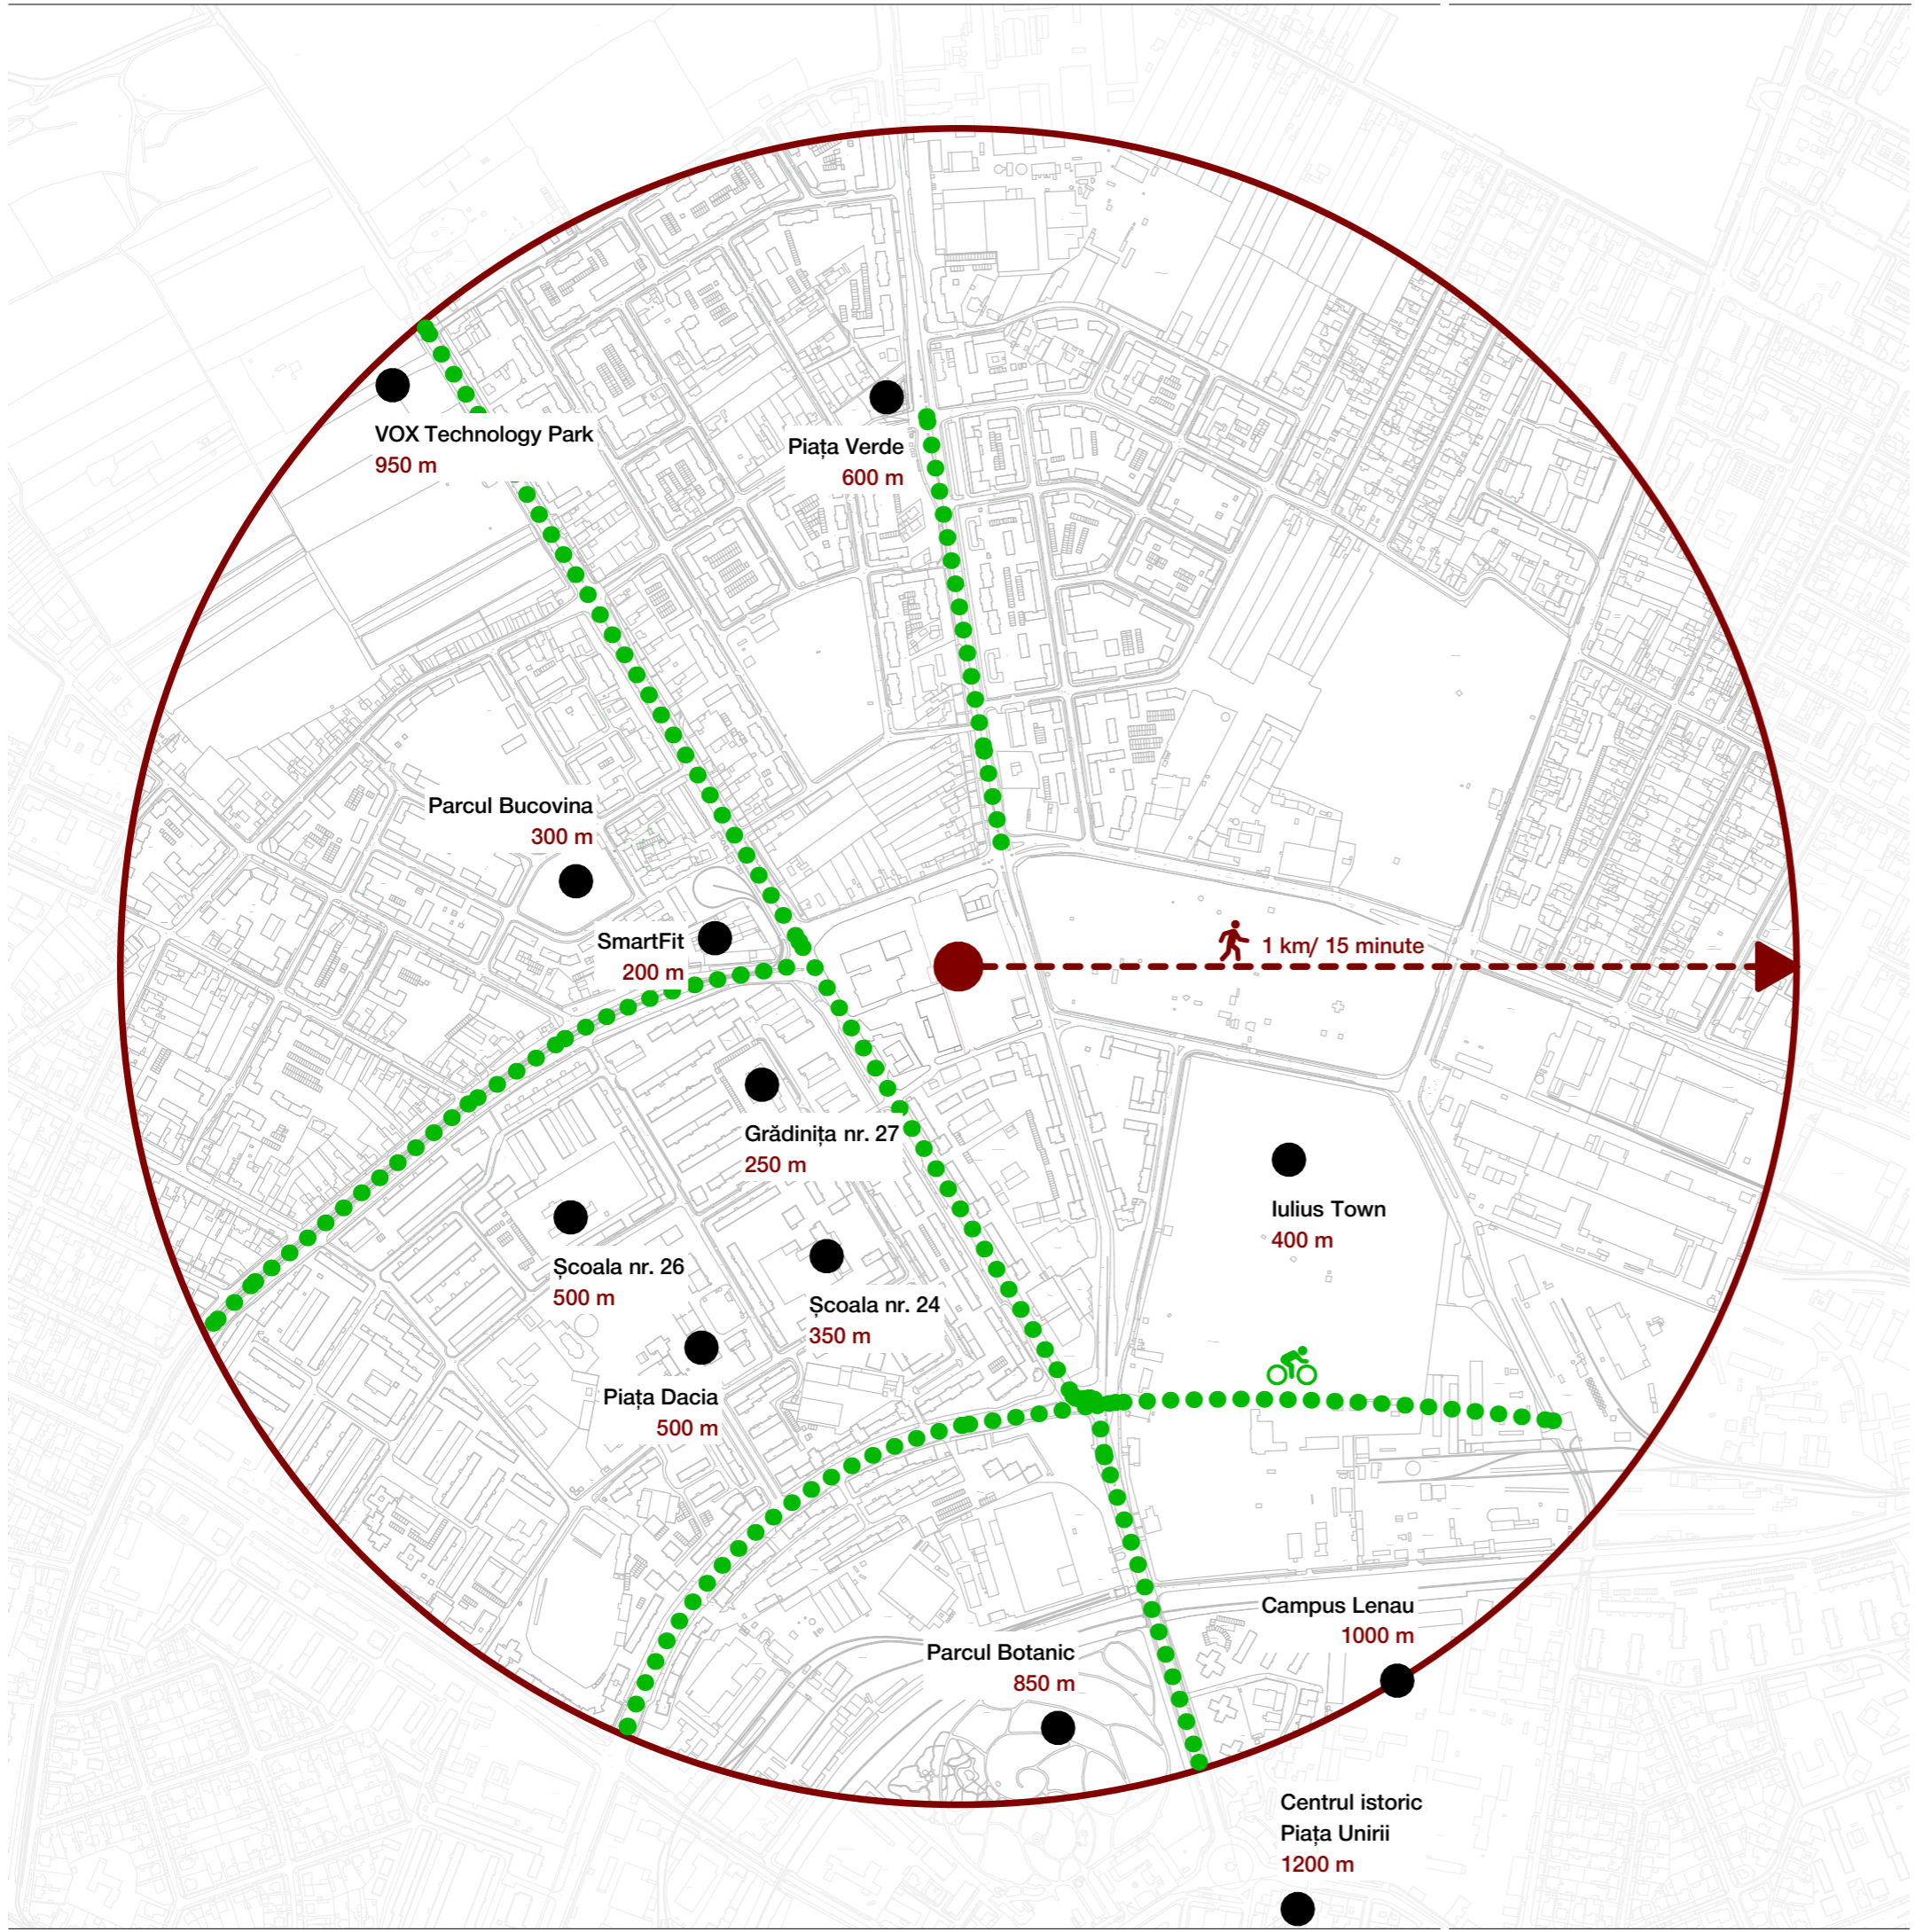 VOX Technology Park
950 m
Piața Verde
600 m
Parcul Bucovina
300 m
SmartFit
200 m
1 km/ 15 minute
Grădinița nr. 27
250 m
Iulius Town
400 m
Școala nr. 26
500 m
Școala nr. 24
350 m
Piața Dacia
500 m
Campus Lenau
1000 m
Parcul Botanic
850 m
Centrul istoric
Piața Unirii
1200 m